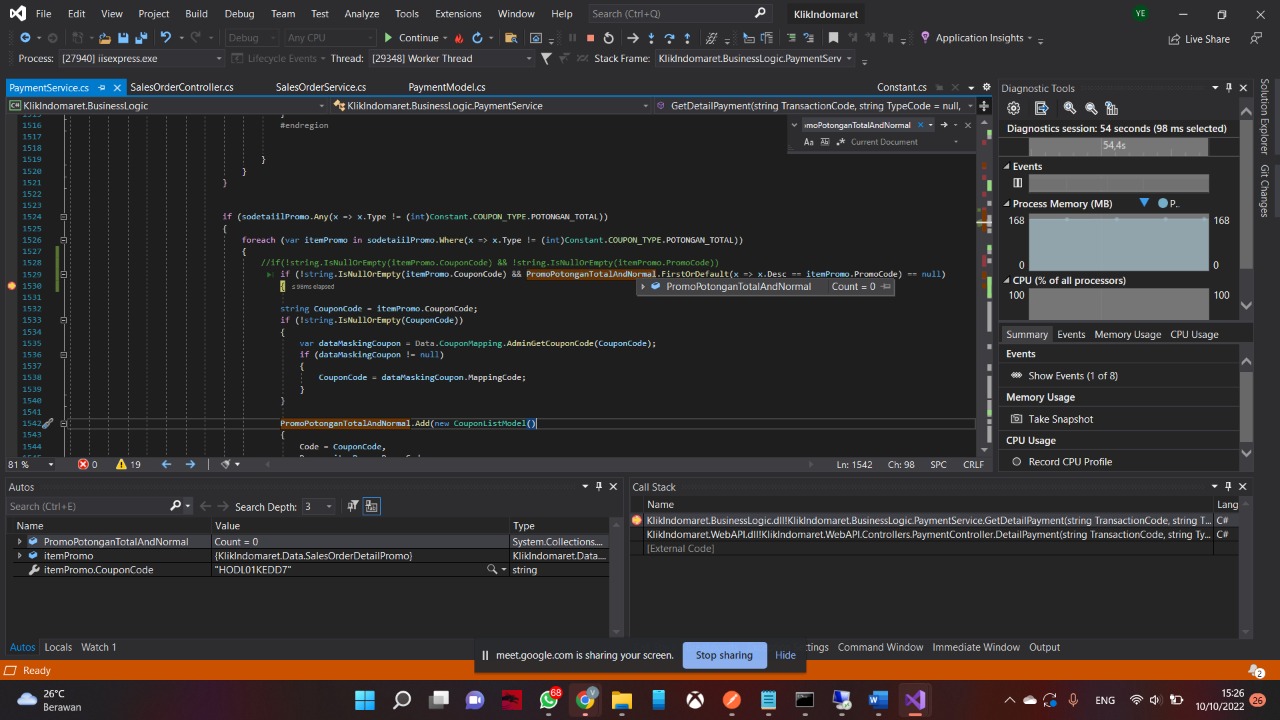 File Edit View Git Project Build Debug Team Test Analyze Tools Extensions Window Help Search (Ctrl+Q) KlikIndomaret YE
Debug Any CPU Continue Application Insights Live Share
Process: [27940] iisexpress.exe Lifecycle Events Thread: [29348] Worker Thread Stack Frame: KlikIndomaret.BusinessLogic.PaymentServ
PaymentService.cs SalesOrderController.cs SalesOrderService.cs PaymentModel.cs Constant.cs
KlikIndomaret.BusinessLogic KlikIndomaret.BusinessLogic.PaymentService GetDetailPayment(string TransactionCode, string TypeCode = null,
omoPotonganTotalAndNormal
Aa Current Document
1515 }
1516 #endregion
1517
1518
1519 }
1520 }
1521 }
1522
1523
1524 if (sodetaiilPromo.Any(x => x.Type != (int)Constant.COUPON_TYPE.POTONGAN_TOTAL))
1525 {
1526 foreach (var itemPromo in sodetaiilPromo.Where(x => x.Type != (int)Constant.COUPON_TYPE.POTONGAN_TOTAL))
1527 {
1528 //if(!string.IsNullOrEmpty(itemPromo.CouponCode) && !string.IsNullOrEmpty(itemPromo.PromoCode))
1529 if (!string.IsNullOrEmpty(itemPromo.CouponCode) && PromoPotonganTotalAndNormal.FirstOrDefault(x => x.Desc == itemPromo.PromoCode) == null)
1530 { ≤ 98ms elapsed
PromoPotonganTotalAndNormal Count = 0
1531
1532 string CouponCode = itemPromo.CouponCode;
1533 if (!string.IsNullOrEmpty(CouponCode))
1534 {
1535 var dataMaskingCoupon = Data.CouponMapping.AdminGetCouponCode(CouponCode);
1536 if (dataMaskingCoupon != null)
1537 {
1538 CouponCode = dataMaskingCoupon.MappingCode;
1539 }
1540 }
1541
1542 PromoPotonganTotalAndNormal.Add(new CouponListModel()
1543 {
1544 Code = CouponCode,
81 % 0 19 Ln: 1542 Ch: 98 SPC CRLF
Diagnostic Tools
Diagnostics session: 54 seconds (98 ms selected)
54,4s
Events
Process Memory (MB) P..
168 168
0 0
CPU (% of all processors)
100 100
Summary Events Memory Usage CPU Usage
Events
Show Events (1 of 8)
Memory Usage
Take Snapshot
CPU Usage
Record CPU Profile
Solution Explorer
Git Changes
Autos
Search (Ctrl+E) Search Depth: 3
Name Value Type
PromoPotonganTotalAndNormal Count = 0 System.Collections....
itemPromo {KlikIndomaret.Data.SalesOrderDetailPromo} KlikIndomaret.Data....
itemPromo.CouponCode "HODL01KEDD7" string
Autos Locals Watch 1
Call Stack
Name Lang
KlikIndomaret.BusinessLogic.dll!KlikIndomaret.BusinessLogic.PaymentService.GetDetailPayment(string TransactionCode, string T... C#
KlikIndomaret.WebAPI.dll!KlikIndomaret.WebAPI.Controllers.PaymentController.DetailPayment(string TransactionCode, string Ty... C#
[External Code]
ttings Command Window Immediate Window Output
meet.google.com is sharing your screen. Stop sharing Hide
Ready 2
26°C
Berawan
68
ENG
15:26
10/10/2022
26